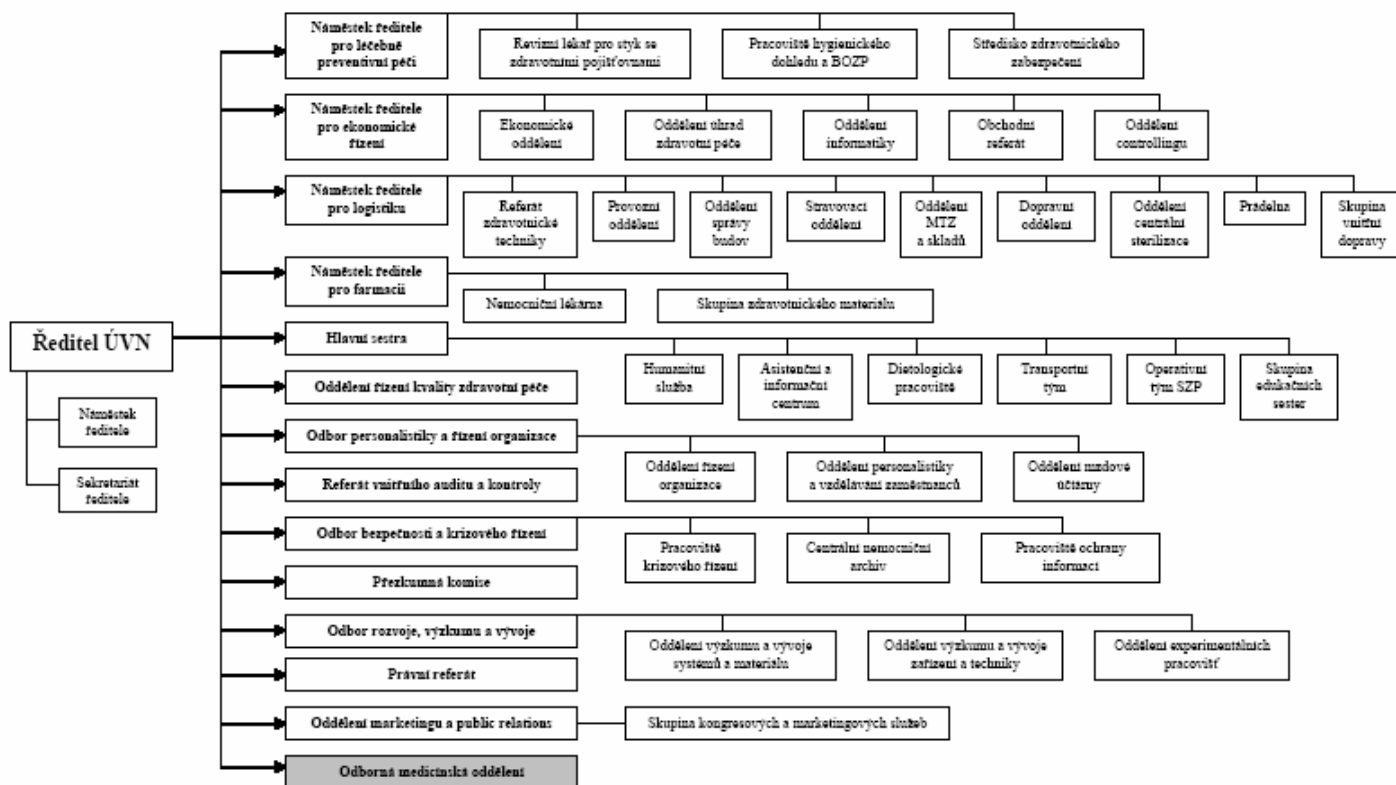 Náměstek ředitele
pro léčebně
preventivní péči
Revizní lékař pro styk se
zdravotními pojišťovnami
Pracoviště hygienického
dohledu a BOZP
Středisko zdravotnického
zabezpečení
Náměstek ředitele
pro ekonomické
řízení
Ekonomické
oddělení
Oddělení úhrad
zdravotní péče
Oddělení
informatiky
Obchodní
referát
Oddělení
controllingu
Náměstek ředitele
pro logistiku
Referát
zdravotnické
techniky
Provozní
oddělení
Oddělení
správy
budov
Stravovací
oddělení
Oddělení
MTZ
a skladů
Dopravní
oddělení
Oddělení
centrální
sterilizace
Prádelna
Skupina
vnitřní
dopravy
Náměstek ředitele
pro farmacii
Nemocniční lékárna
Skupina zdravotnického materiálu
Ředitel ÚVN
Náměstek
ředitele
Sekretariát
ředitele
Hlavní sestra
Humanitní
služba
Asistenční a
informační
centrum
Dietologické
pracoviště
Transportní
tým
Operativní
tým SZP
Skupina
edukačních
sester
Oddělení řízení kvality zdravotní péče
Odbor personalistiky a řízení organizace
Oddělení řízení
organizace
Oddělení personalistiky
a vzdělávání zaměstnanců
Oddělení mzdové
účtárny
Referát vnitřního auditu a kontroly
Odbor bezpečnosti a krizového řízení
Pracoviště
krizového řízení
Centrální nemocniční
archiv
Pracoviště ochrany
informací
Přezkumná komise
Odbor rozvoje, výzkumu a vývoje
Oddělení výzkumu a vývoje
systémů a materiálu
Oddělení výzkumu a vývoje
zařízení a techniky
Oddělení experimentálních
pracovišť
Právní referát
Oddělení marketingu a public relations
Skupina kongresových a marketingových služeb
Odborná medicínská oddělení